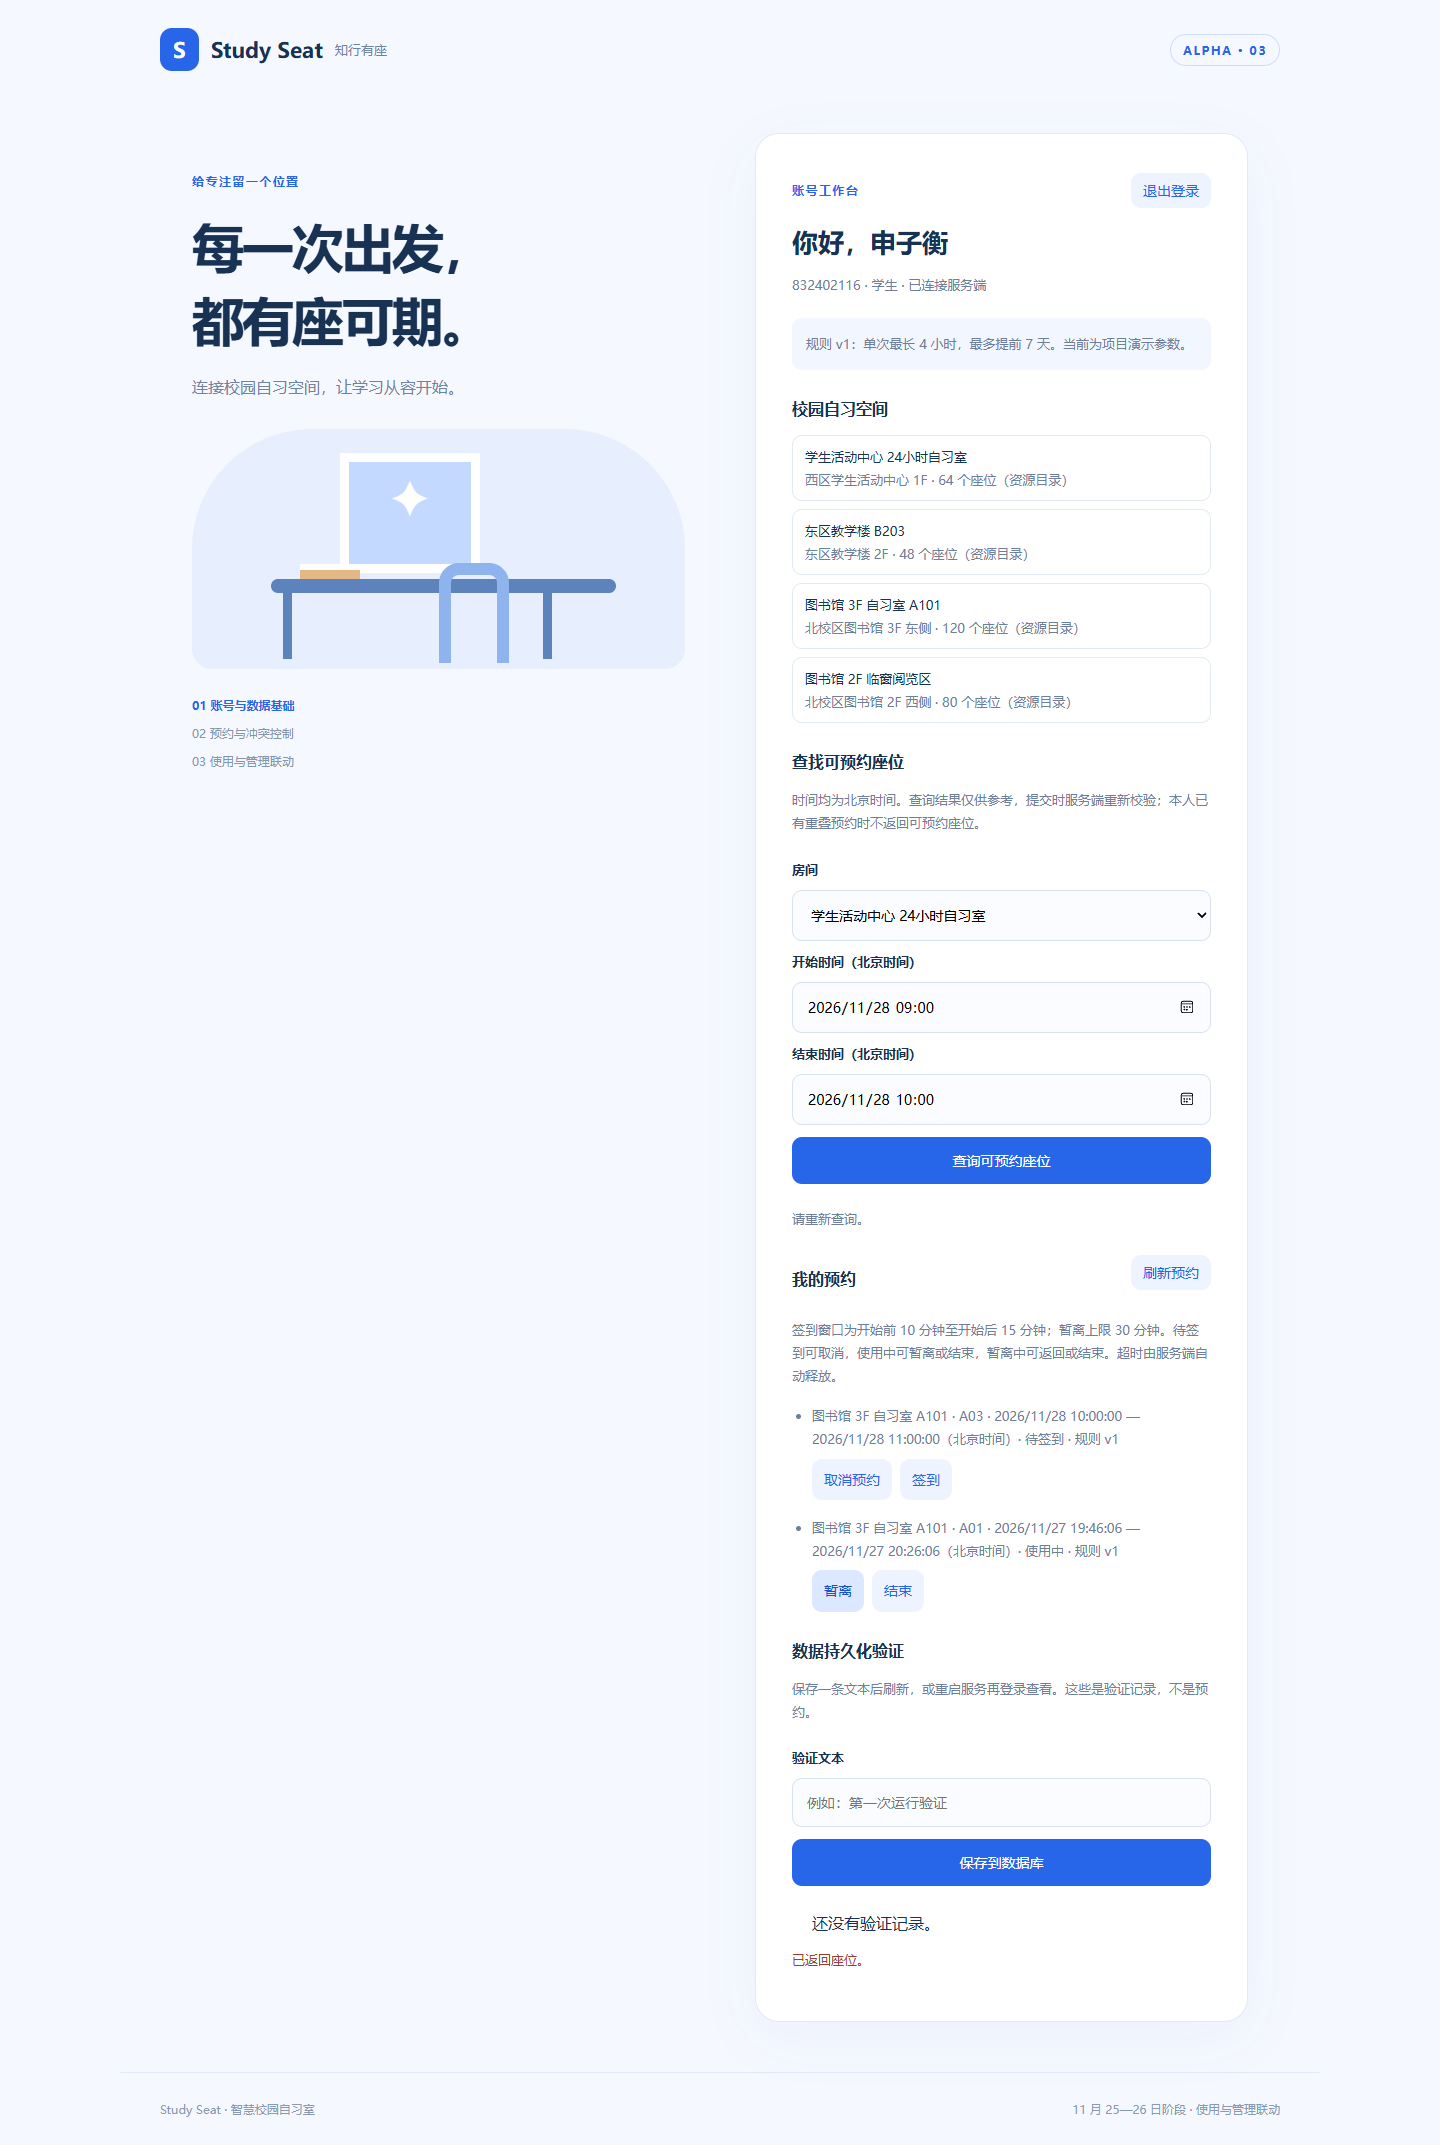 S
Study Seat 知行有座
ALPHA • 03
给专注留一个位置
每一次出发，
都有座可期。
连接校园自习空间，让学习从容开始。
01 账号与数据基础
02 预约与冲突控制
03 使用与管理联动
账号工作台
退出登录
你好，申子衡
832402116 · 学生 · 已连接服务端
规则 v1：单次最长 4 小时，最多提前 7 天。当前为项目演示参数。
校园自习空间
学生活动中心 24小时自习室
西区学生活动中心 1F · 64 个座位（资源目录）
东区教学楼 B203
东区教学楼 2F · 48 个座位（资源目录）
图书馆 3F 自习室 A101
北校区图书馆 3F 东侧 · 120 个座位（资源目录）
图书馆 2F 临窗阅览区
北校区图书馆 2F 西侧 · 80 个座位（资源目录）
查找可预约座位
时间均为北京时间。查询结果仅供参考，提交时服务端重新校验；本人已
有重叠预约时不返回可预约座位。
房间
学生活动中心 24小时自习室
开始时间（北京时间）
2026/11/28 09:00
结束时间（北京时间）
2026/11/28 10:00
查询可预约座位
请重新查询。
我的预约
刷新预约
签到窗口为开始前 10 分钟至开始后 15 分钟；暂离上限 30 分钟。待签
到可取消，使用中可暂离或结束，暂离中可返回或结束。超时由服务端自
动释放。
图书馆 3F 自习室 A101 · A03 · 2026/11/28 10:00:00 —
2026/11/28 11:00:00（北京时间）· 待签到 · 规则 v1
取消预约
签到
图书馆 3F 自习室 A101 · A01 · 2026/11/27 19:46:06 —
2026/11/27 20:26:06（北京时间）· 使用中 · 规则 v1
暂离
结束
数据持久化验证
保存一条文本后刷新，或重启服务再登录查看。这些是验证记录，不是预
约。
验证文本
例如：第一次运行验证
保存到数据库
还没有验证记录。
已返回座位。
Study Seat · 智慧校园自习室
11 月 25—26 日阶段 · 使用与管理联动